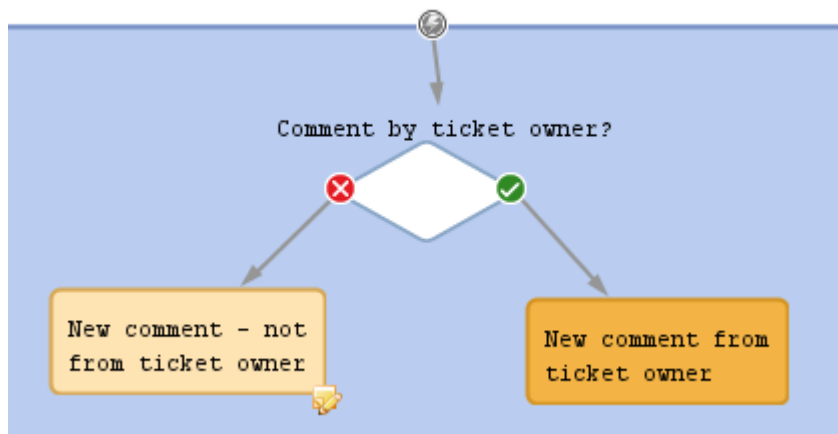 Comment by ticket owner?
New comment - not
from ticket owner
New comment from
ticket owner